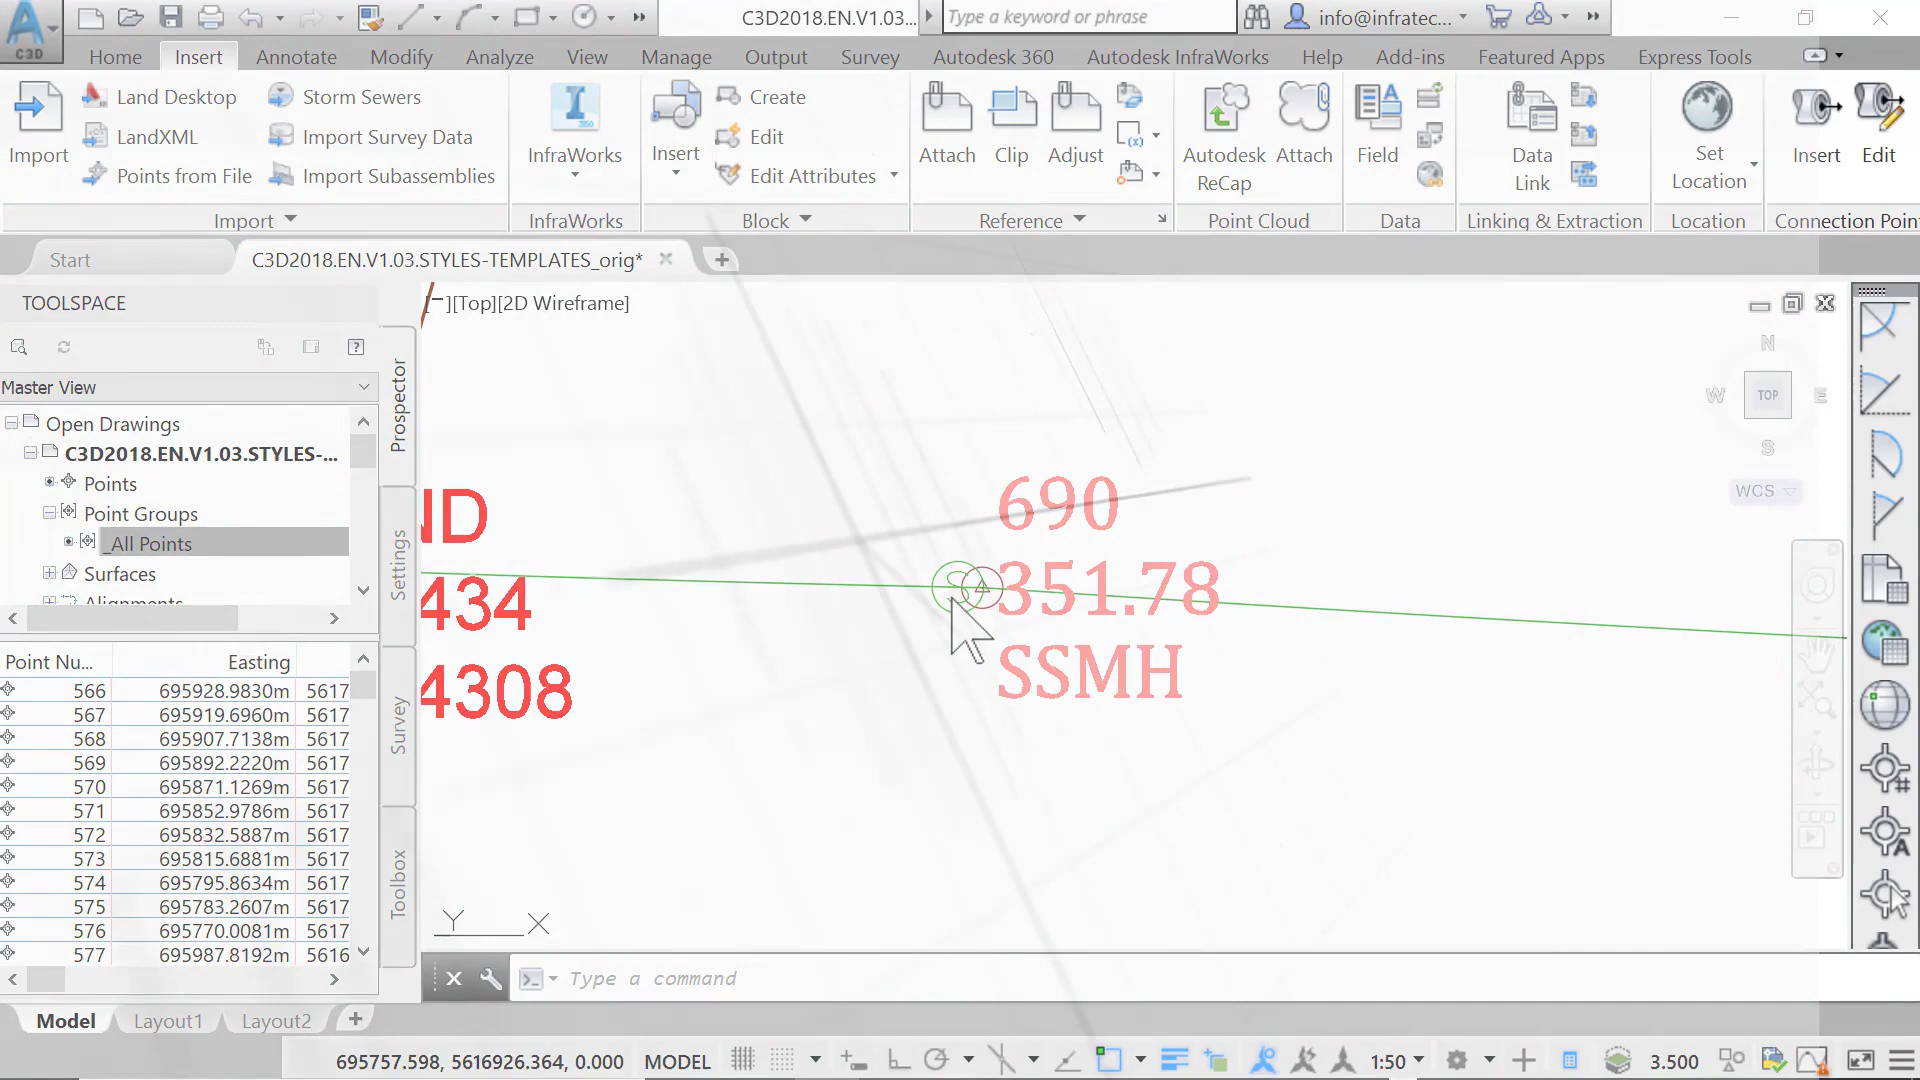 C3D2018.EN.V1.03...
Type a keyword or phrase
info@infratec...
C3D
Home Insert Annotate Modify Analyze View Manage Output Survey Autodesk 360 Autodesk InfraWorks Help Add-ins Featured Apps Express Tools
Import
Land Desktop
LandXML
Points from File
Storm Sewers
Import Survey Data
Import Subassemblies
InfraWorks
Insert
Create
Edit
Edit Attributes
Attach
Clip
Adjust
Autodesk
ReCap
Attach
Field
Data
Link
Set
Location
Insert
Edit
Import InfraWorks Block Reference Point Cloud Data Linking & Extraction Location Connection Poin
Start
C3D2018.EN.V1.03.STYLES-TEMPLATES_orig*
TOOLSPACE
Master View
Open Drawings
C3D2018.EN.V1.03.STYLES-...
Points
Point Groups
_All Points
Surfaces
Alignments
Prospector
Settings
Survey
Toolbox
Point Nu... Easting
566 695928.9830m 5617
567 695919.6960m 5617
568 695907.7138m 5617
569 695892.2220m 5617
570 695871.1269m 5617
571 695852.9786m 5617
572 695832.5887m 5617
573 695815.6881m 5617
574 695795.8634m 5617
575 695783.2607m 5617
576 695770.0081m 5617
577 695987.8192m 5616
[−][Top][2D Wireframe]
ND
434
4308
690
351.78
SSMH
N
W TOP E
S
WCS
Y X
Type a command
Model Layout1 Layout2
695757.598, 5616926.364, 0.000 MODEL 1:50 3.500